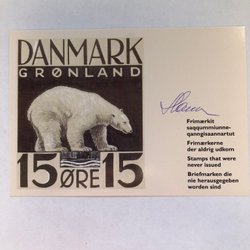 DANMARK
GRØNLAND
15 ØRE 15
Frimærkit
saqqummiunne-
qanngisaannartut
Frimærkerne
der aldrig udkom
Stamps that were
never issued
Briefmarken die
nie herausgegeben
worden sind